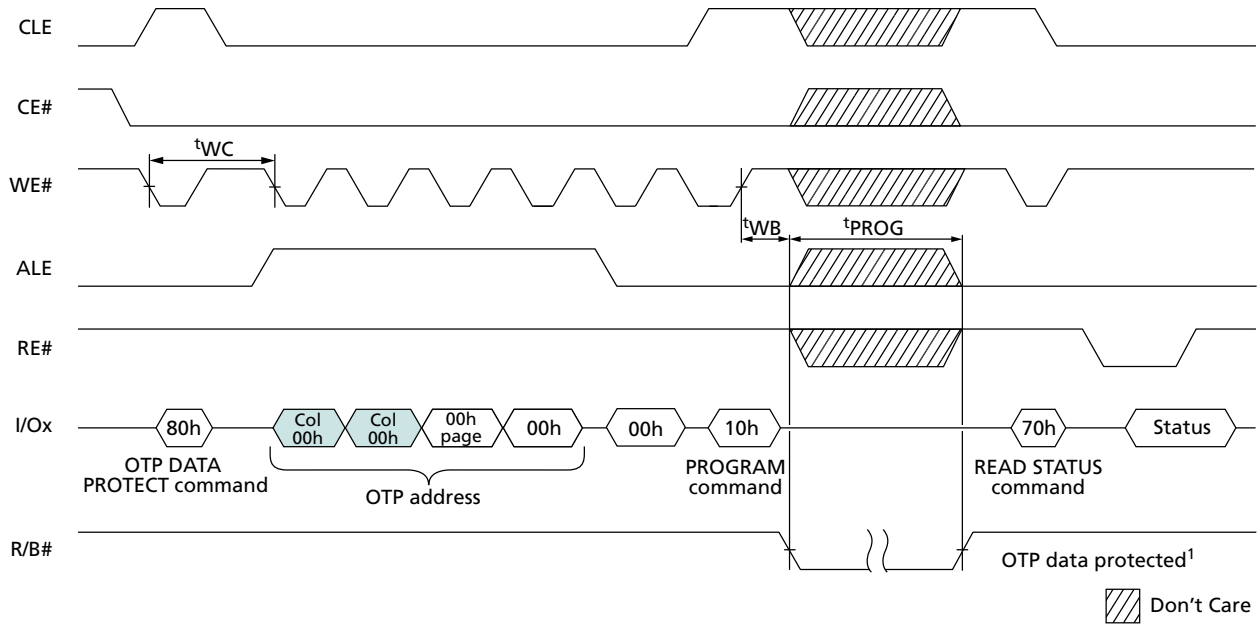 CLE
CE#
tWC
WE#
tWB
tPROG
ALE
RE#
I/Ox
80h
Col
00h
Col
00h
00h
page
00h
00h
10h
70h
Status
OTP DATA
PROTECT command
OTP address
PROGRAM
command
READ STATUS
command
R/B#
OTP data protected1
Don't Care